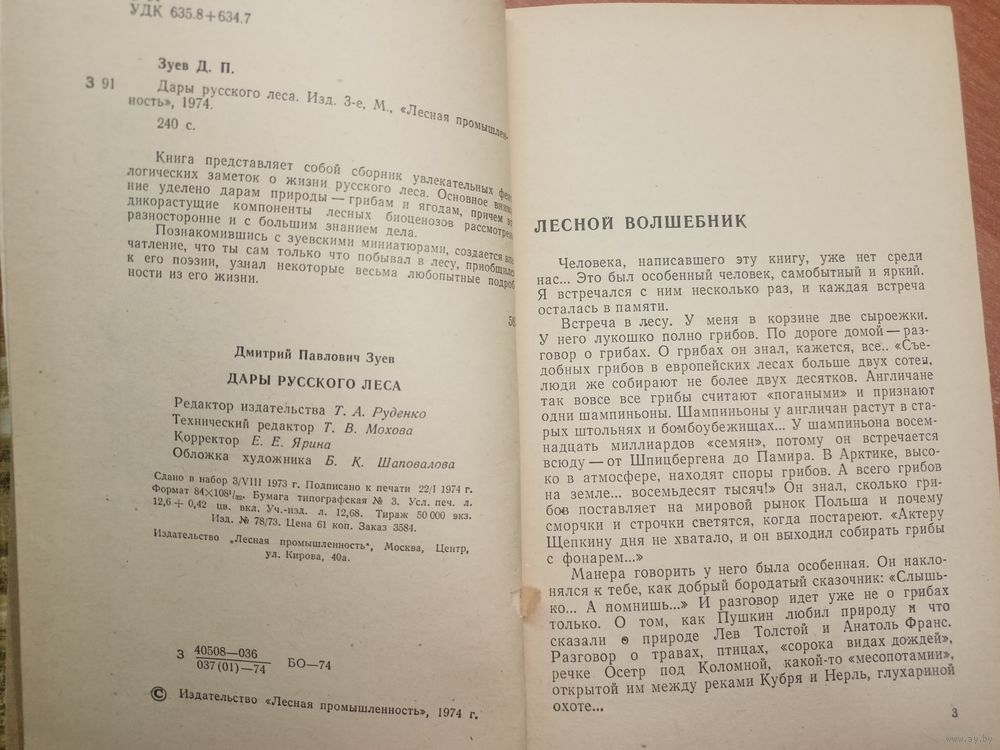 УДК 635.8+634.7
Зуев Д. П.
З 91
Дары русского леса. Изд. 3-е, М., «Лесная промышлен-
ность», 1974.
240 с.
Книга представляет собой сборник увлекательных фено
логических заметок о жизни русского леса. Основное внима
ние уделено дарам природы — грибам и ягодам, причем эт
дикорастущие компоненты лесных биоценозов рассмотрен
разносторонне и с большим знанием дела.
Познакомившись с зуевскими миниатюрами, создается впе
чатление, что ты сам только что побывал в лесу, приобщился
к его поэзии, узнал некоторые весьма любопытные подроб
ности из его жизни.
58
Дмитрий Павлович Зуев
ДАРЫ РУССКОГО ЛЕСА
Редактор издательства Т. А. Руденко
Технический редактор Т. В. Мохова
Корректор Е. Е. Ярина
Обложка художника Б. К. Шаповалова
Сдано в набор 3/VIII 1973 г. Подписано к печати 22/I 1974 г.
Формат 84×108¹/₃₂. Бумага типографская № 3. Усл. печ. л.
12,6 + 0,42 цв. вкл. Уч.-изд. л. 12,68. Тираж 50 000 экз.
Изд. № 78/73. Цена 61 коп. Заказ 3584.
Издательство „Лесная промышленность“, Москва, Центр,
ул. Кирова, 40а.
З 40508—036
037(01)—74 БО—74
© Издательство «Лесная промышленность», 1974 г.
ЛЕСНОЙ ВОЛШЕБНИК
Человека, написавшего эту книгу, уже нет среди
нас... Это был особенный человек, самобытный и яркий.
Я встречался с ним несколько раз, и каждая встреча
осталась в памяти.
Встреча в лесу. У меня в корзине две сыроежки.
У него лукошко полно грибов. По дороге домой — раз-
говор о грибах. О грибах он знал, кажется, все.. «Съе-
добных грибов в европейских лесах больше двух сотен,
люди же собирают не более двух десятков. Англичане
так вовсе все грибы считают «погаными» и признают
одни шампиньоны. Шампиньоны у англичан растут в ста-
рых штольнях и бомбоубежищах... У шампиньона восем-
надцать миллиардов «семян», потому он встречается
всюду — от Шпицбергена до Памира. В Арктике, высо-
ко в атмосфере, находят споры грибов. А всего грибов
на земле... восемьдесят тысяч!» Он знал, сколько гри-
бов поставляет на мировой рынок Польша и почему
сморчки и строчки светятся, когда постареют. «Актеру
Щепкину дня не хватало, и он выходил собирать грибы
с фонарем...»
Манера говорить у него была особенная. Он накло-
нялся к тебе, как добрый бородатый сказочник: «Слышь-
ко... А помнишь...» И разговор идет уже не о грибах
только. О том, как Пушкин любил природу и что
сказали о природе Лев Толстой и Анатоль Франс.
Разговор о травах, птицах, «сорока видах дождей»,
речке Осетр под Коломной, какой-то «месопотамии»,
открытой им между реками Кубря и Нерль, глухариной
охоте...
3
www.ay.by